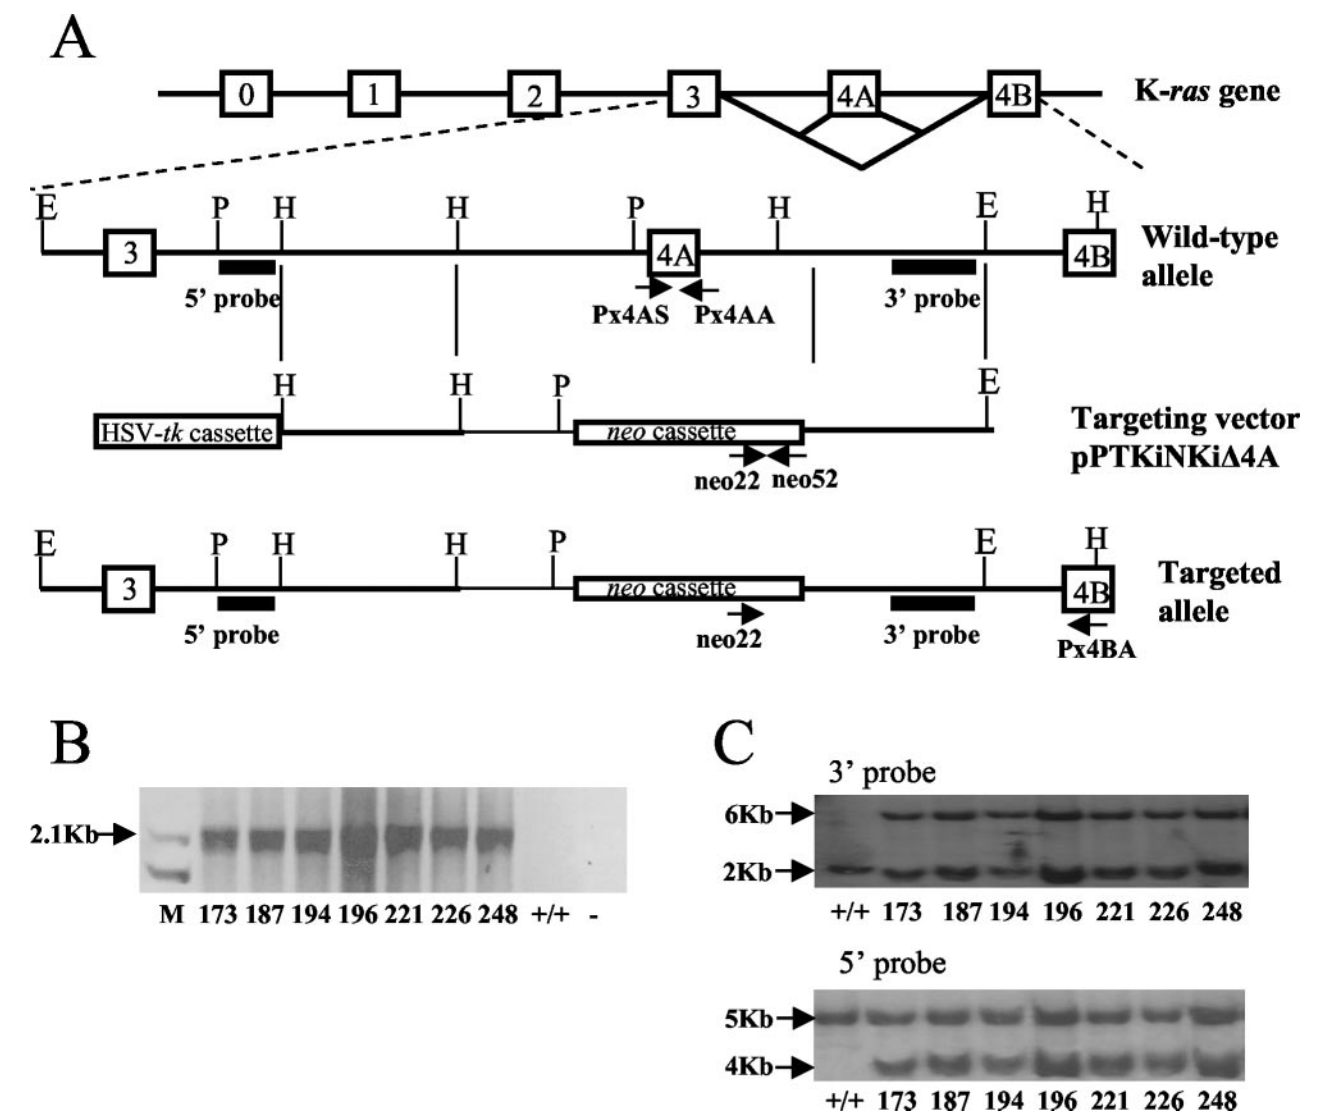 A
0 1 2 3 4A 4B K-ras gene
E P H H P H E H
3 4A 4B Wild-type
allele
5’ probe Px4AS Px4AA 3’ probe
H H P E
HSV-tk cassette neo cassette Targeting vector
pPTKiNKiΔ4A
neo22 neo52
E P H H P E H
3 neo cassette 4B Targeted
allele
5’ probe neo22 3’ probe Px4BA
B
2.1Kb
M 173 187 194 196 221 226 248 +/+ -
C
3’ probe
6Kb
2Kb
+/+ 173 187 194 196 221 226 248
5’ probe
5Kb
4Kb
+/+ 173 187 194 196 221 226 248